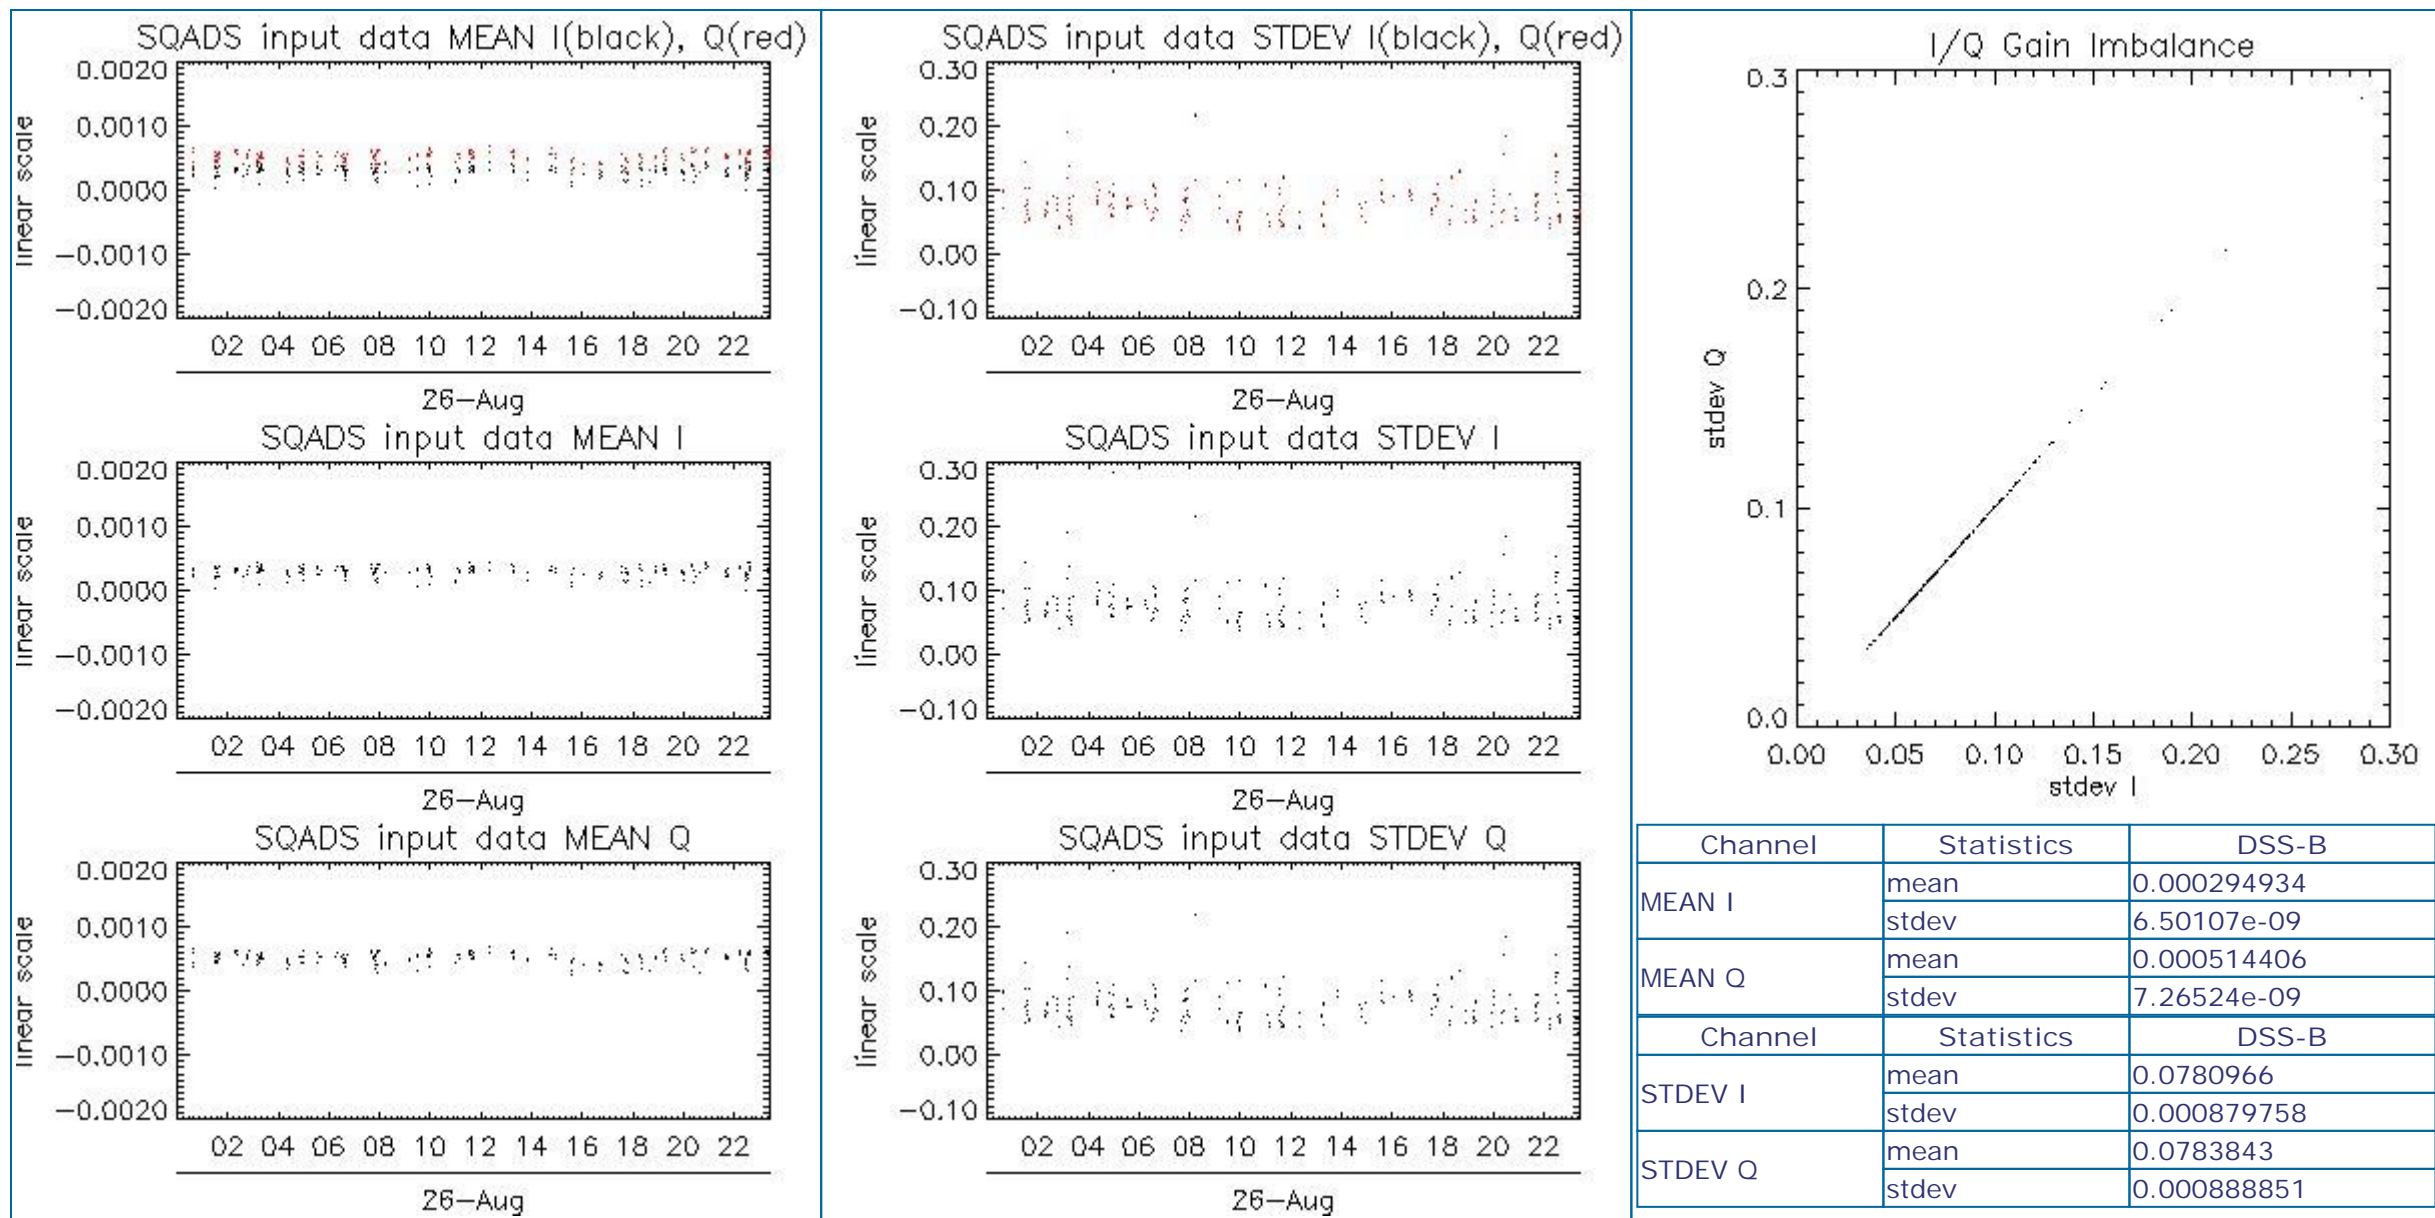 SQADS input data MEAN I(black), Q(red)
0.0020
0.0010
0.0000
−0.0010
−0.0020
linear scale
02 04 06 08 10 12 14 16 18 20 22
26−Aug
SQADS input data MEAN I
0.0020
0.0010
0.0000
−0.0010
−0.0020
linear scale
02 04 06 08 10 12 14 16 18 20 22
26−Aug
SQADS input data MEAN Q
0.0020
0.0010
0.0000
−0.0010
−0.0020
linear scale
02 04 06 08 10 12 14 16 18 20 22
26−Aug
SQADS input data STDEV I(black), Q(red)
0.30
0.20
0.10
0.00
−0.10
linear scale
02 04 06 08 10 12 14 16 18 20 22
26−Aug
SQADS input data STDEV I
0.30
0.20
0.10
0.00
−0.10
linear scale
02 04 06 08 10 12 14 16 18 20 22
26−Aug
SQADS input data STDEV Q
0.30
0.20
0.10
0.00
−0.10
linear scale
02 04 06 08 10 12 14 16 18 20 22
26−Aug
I/Q Gain Imbalance
0.3
0.2
0.1
0.0
stdev Q
0.00 0.05 0.10 0.15 0.20 0.25 0.30
stdev I
Channel Statistics DSS-B
MEAN I
mean 0.000294934
stdev 6.50107e-09
MEAN Q
mean 0.000514406
stdev 7.26524e-09
Channel Statistics DSS-B
STDEV I
mean 0.0780966
stdev 0.000879758
STDEV Q
mean 0.0783843
stdev 0.000888851